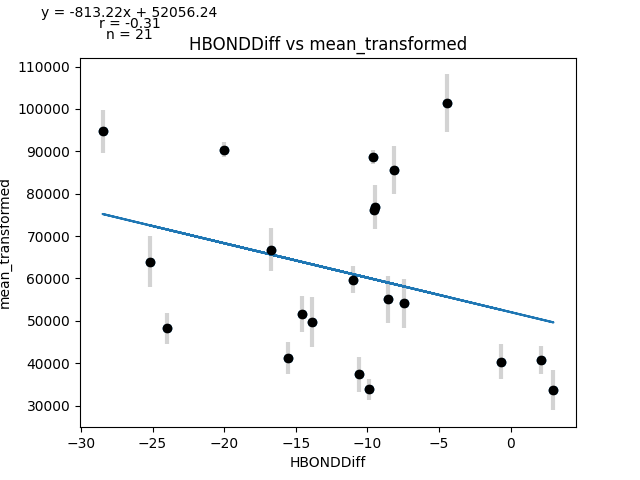 y = -813.22x + 52056.24
r = -0.31
n = 21
HBONDDiff vs mean_transformed
110000
100000
90000
80000
70000
60000
50000
40000
30000
mean_transformed
−30
−25
−20
−15
−10
−5
0
HBONDDiff